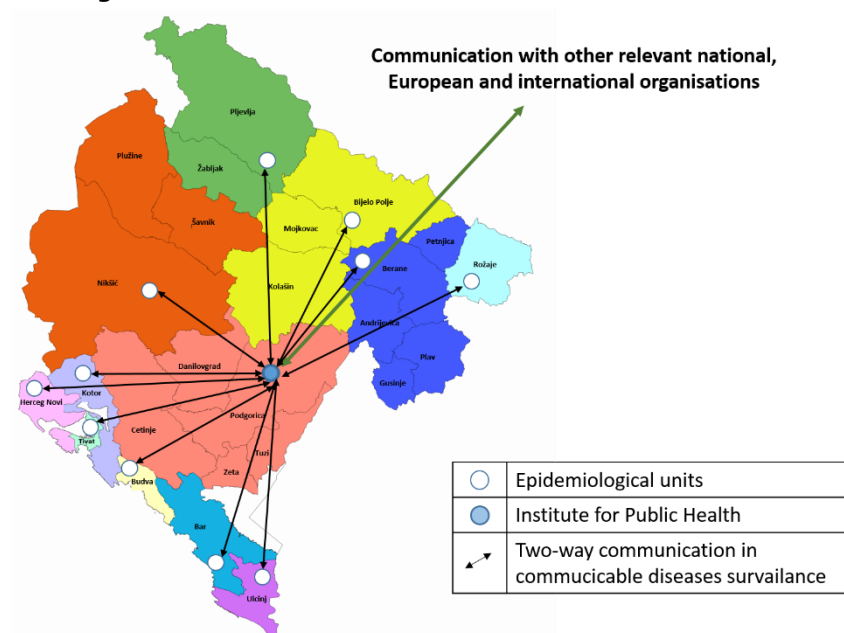 Communication with other relevant national,
European and international organisations
Pljevlja
Plužine
Žabljak
Bijelo Polje
Šavnik
Mojkovac
Petnjica
Rožaje
Berane
Nikšić
Kolašin
Andrijevica
Plav
Danilovgrad
Gusinje
Kotor
Herceg Novi
Podgorica
Cetinje
Tivat
Tuzi
Zeta
Budva
Bar
Ulcinj
Epidemiological units
Institute for Public Health
Two-way communication in
commucicable diseases survailance